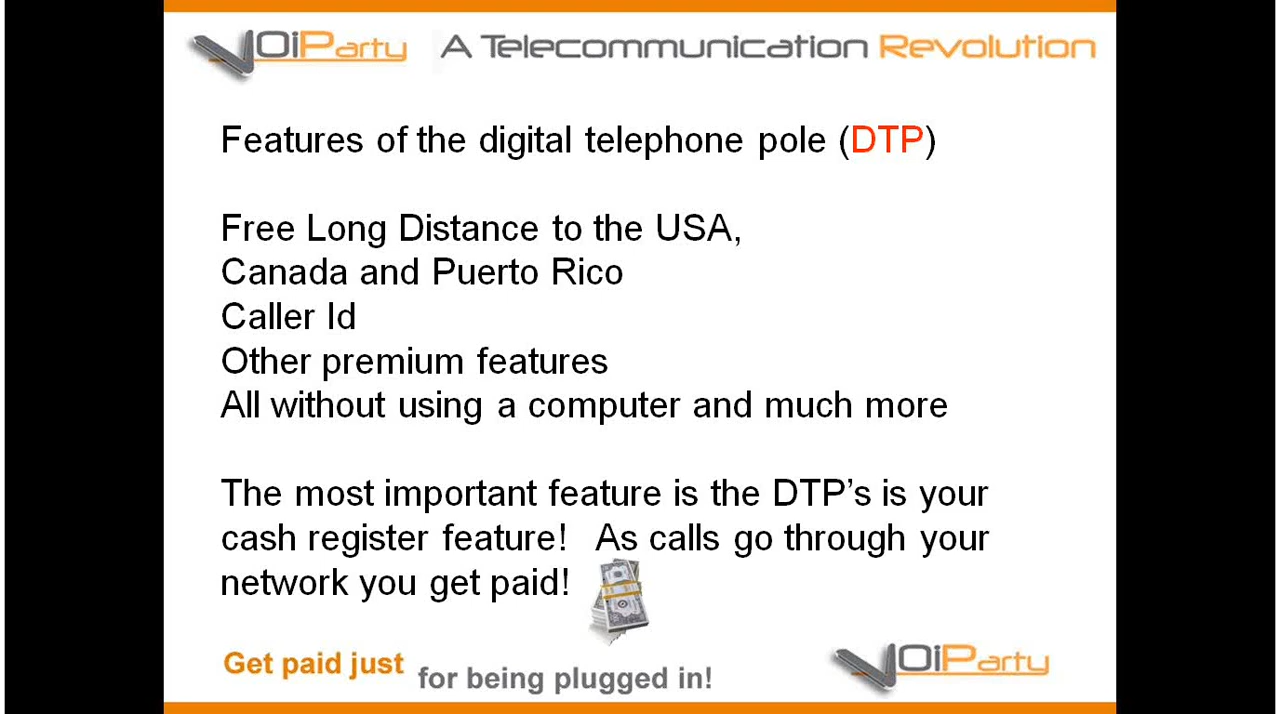 VOiParty A Telecommunication Revolution
Features of the digital telephone pole (DTP)
Free Long Distance to the USA,
Canada and Puerto Rico
Caller Id
Other premium features
All without using a computer and much more
The most important feature is the DTP’s is your
cash register feature! As calls go through your
network you get paid!
Get paid just for being plugged in!
VOiParty